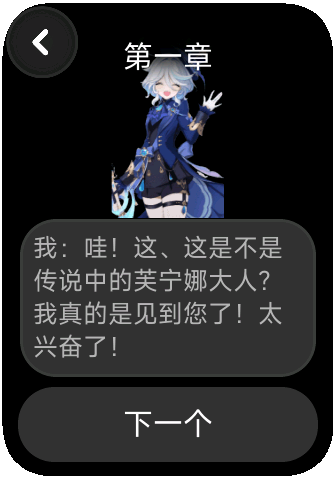 第一章
我：哇！这、这是不是
传说中的芙宁娜大人？
我真的是见到您了！太
兴奋了！
下一个